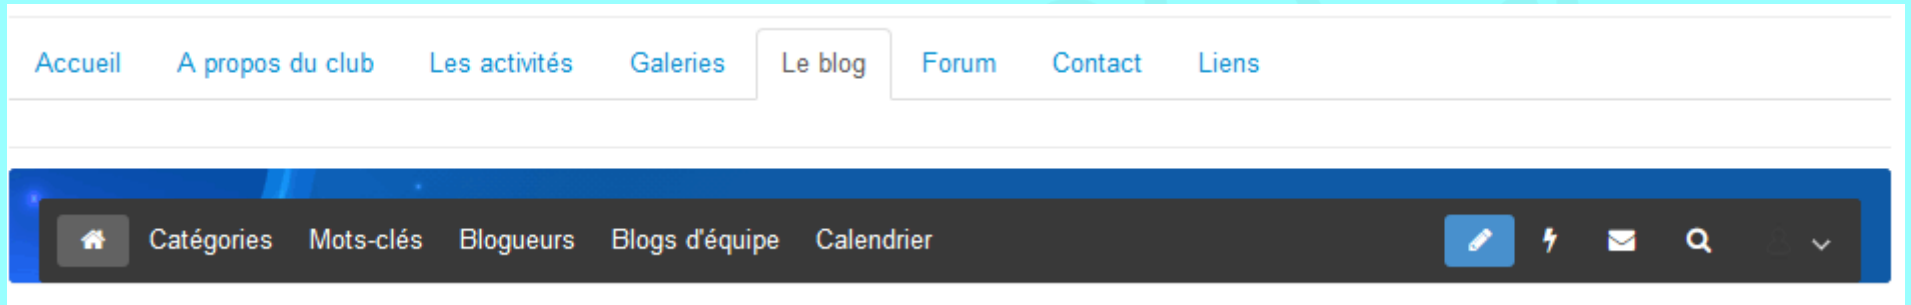 Accueil A propos du club Les activités Galeries Le blog Forum Contact Liens
Catégories Mots-clés Blogueurs Blogs d'équipe Calendrier